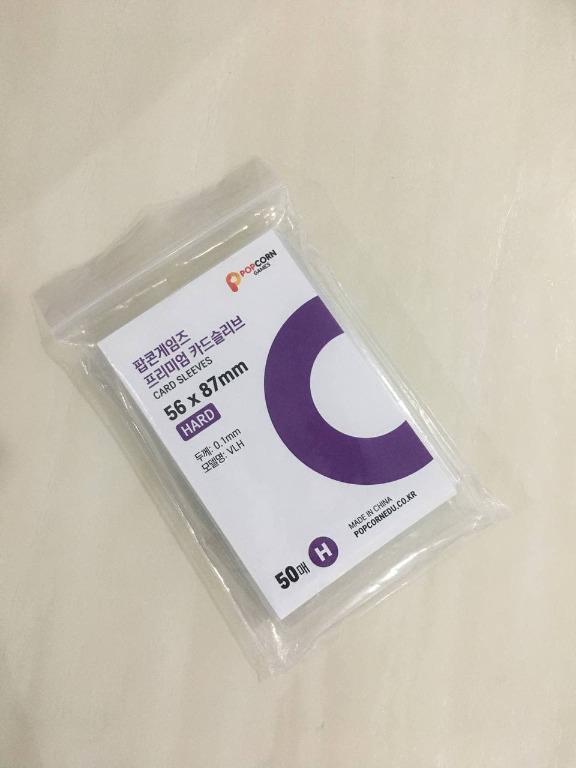 POPCORN
GAMES
팝콘게임즈
프리미엄 카드슬리브
CARD SLEEVES
56 x 87mm
HARD
두께: 0.1mm
모델명: VLH
MADE IN CHINA
POPCORNEDU.CO.KR
50매 H